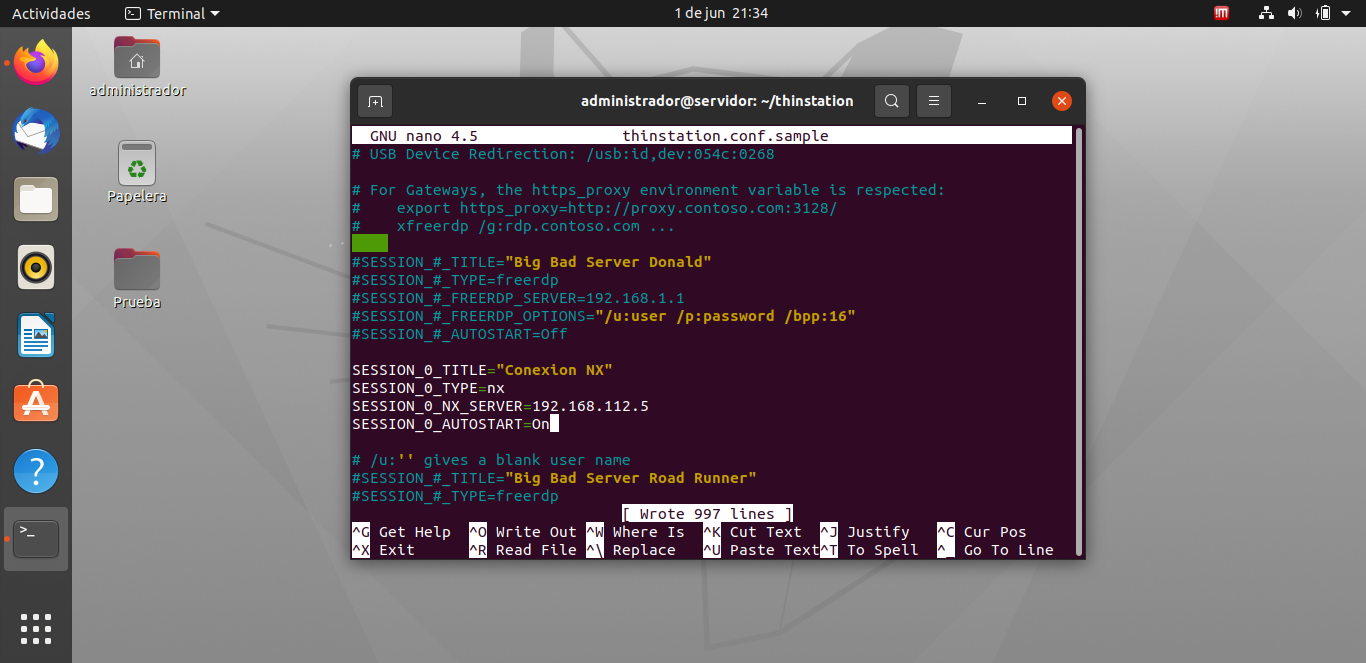 Actividades Terminal 1 de jun 21:34
administrador
Papelera
Prueba
administrador@servidor: ~/thinstation
GNU nano 4.5 thinstation.conf.sample
# USB Device Redirection: /usb:id,dev:054c:0268
# For Gateways, the https_proxy environment variable is respected:
# export https_proxy=http://proxy.contoso.com:3128/
# xfreerdp /g:rdp.contoso.com ...
#SESSION_#_TITLE="Big Bad Server Donald"
#SESSION_#_TYPE=freerdp
#SESSION_#_FREERDP_SERVER=192.168.1.1
#SESSION_#_FREERDP_OPTIONS="/u:user /p:password /bpp:16"
#SESSION_#_AUTOSTART=Off
SESSION_0_TITLE="Conexion NX"
SESSION_0_TYPE=nx
SESSION_0_NX_SERVER=192.168.112.5
SESSION_0_AUTOSTART=On
# /u:'' gives a blank user name
#SESSION_#_TITLE="Big Bad Server Road Runner"
#SESSION_#_TYPE=freerdp
[ Wrote 997 lines ]
^G Get Help ^O Write Out ^W Where Is ^K Cut Text ^J Justify ^C Cur Pos
^X Exit ^R Read File ^\ Replace ^U Paste Text ^T To Spell ^_ Go To Line